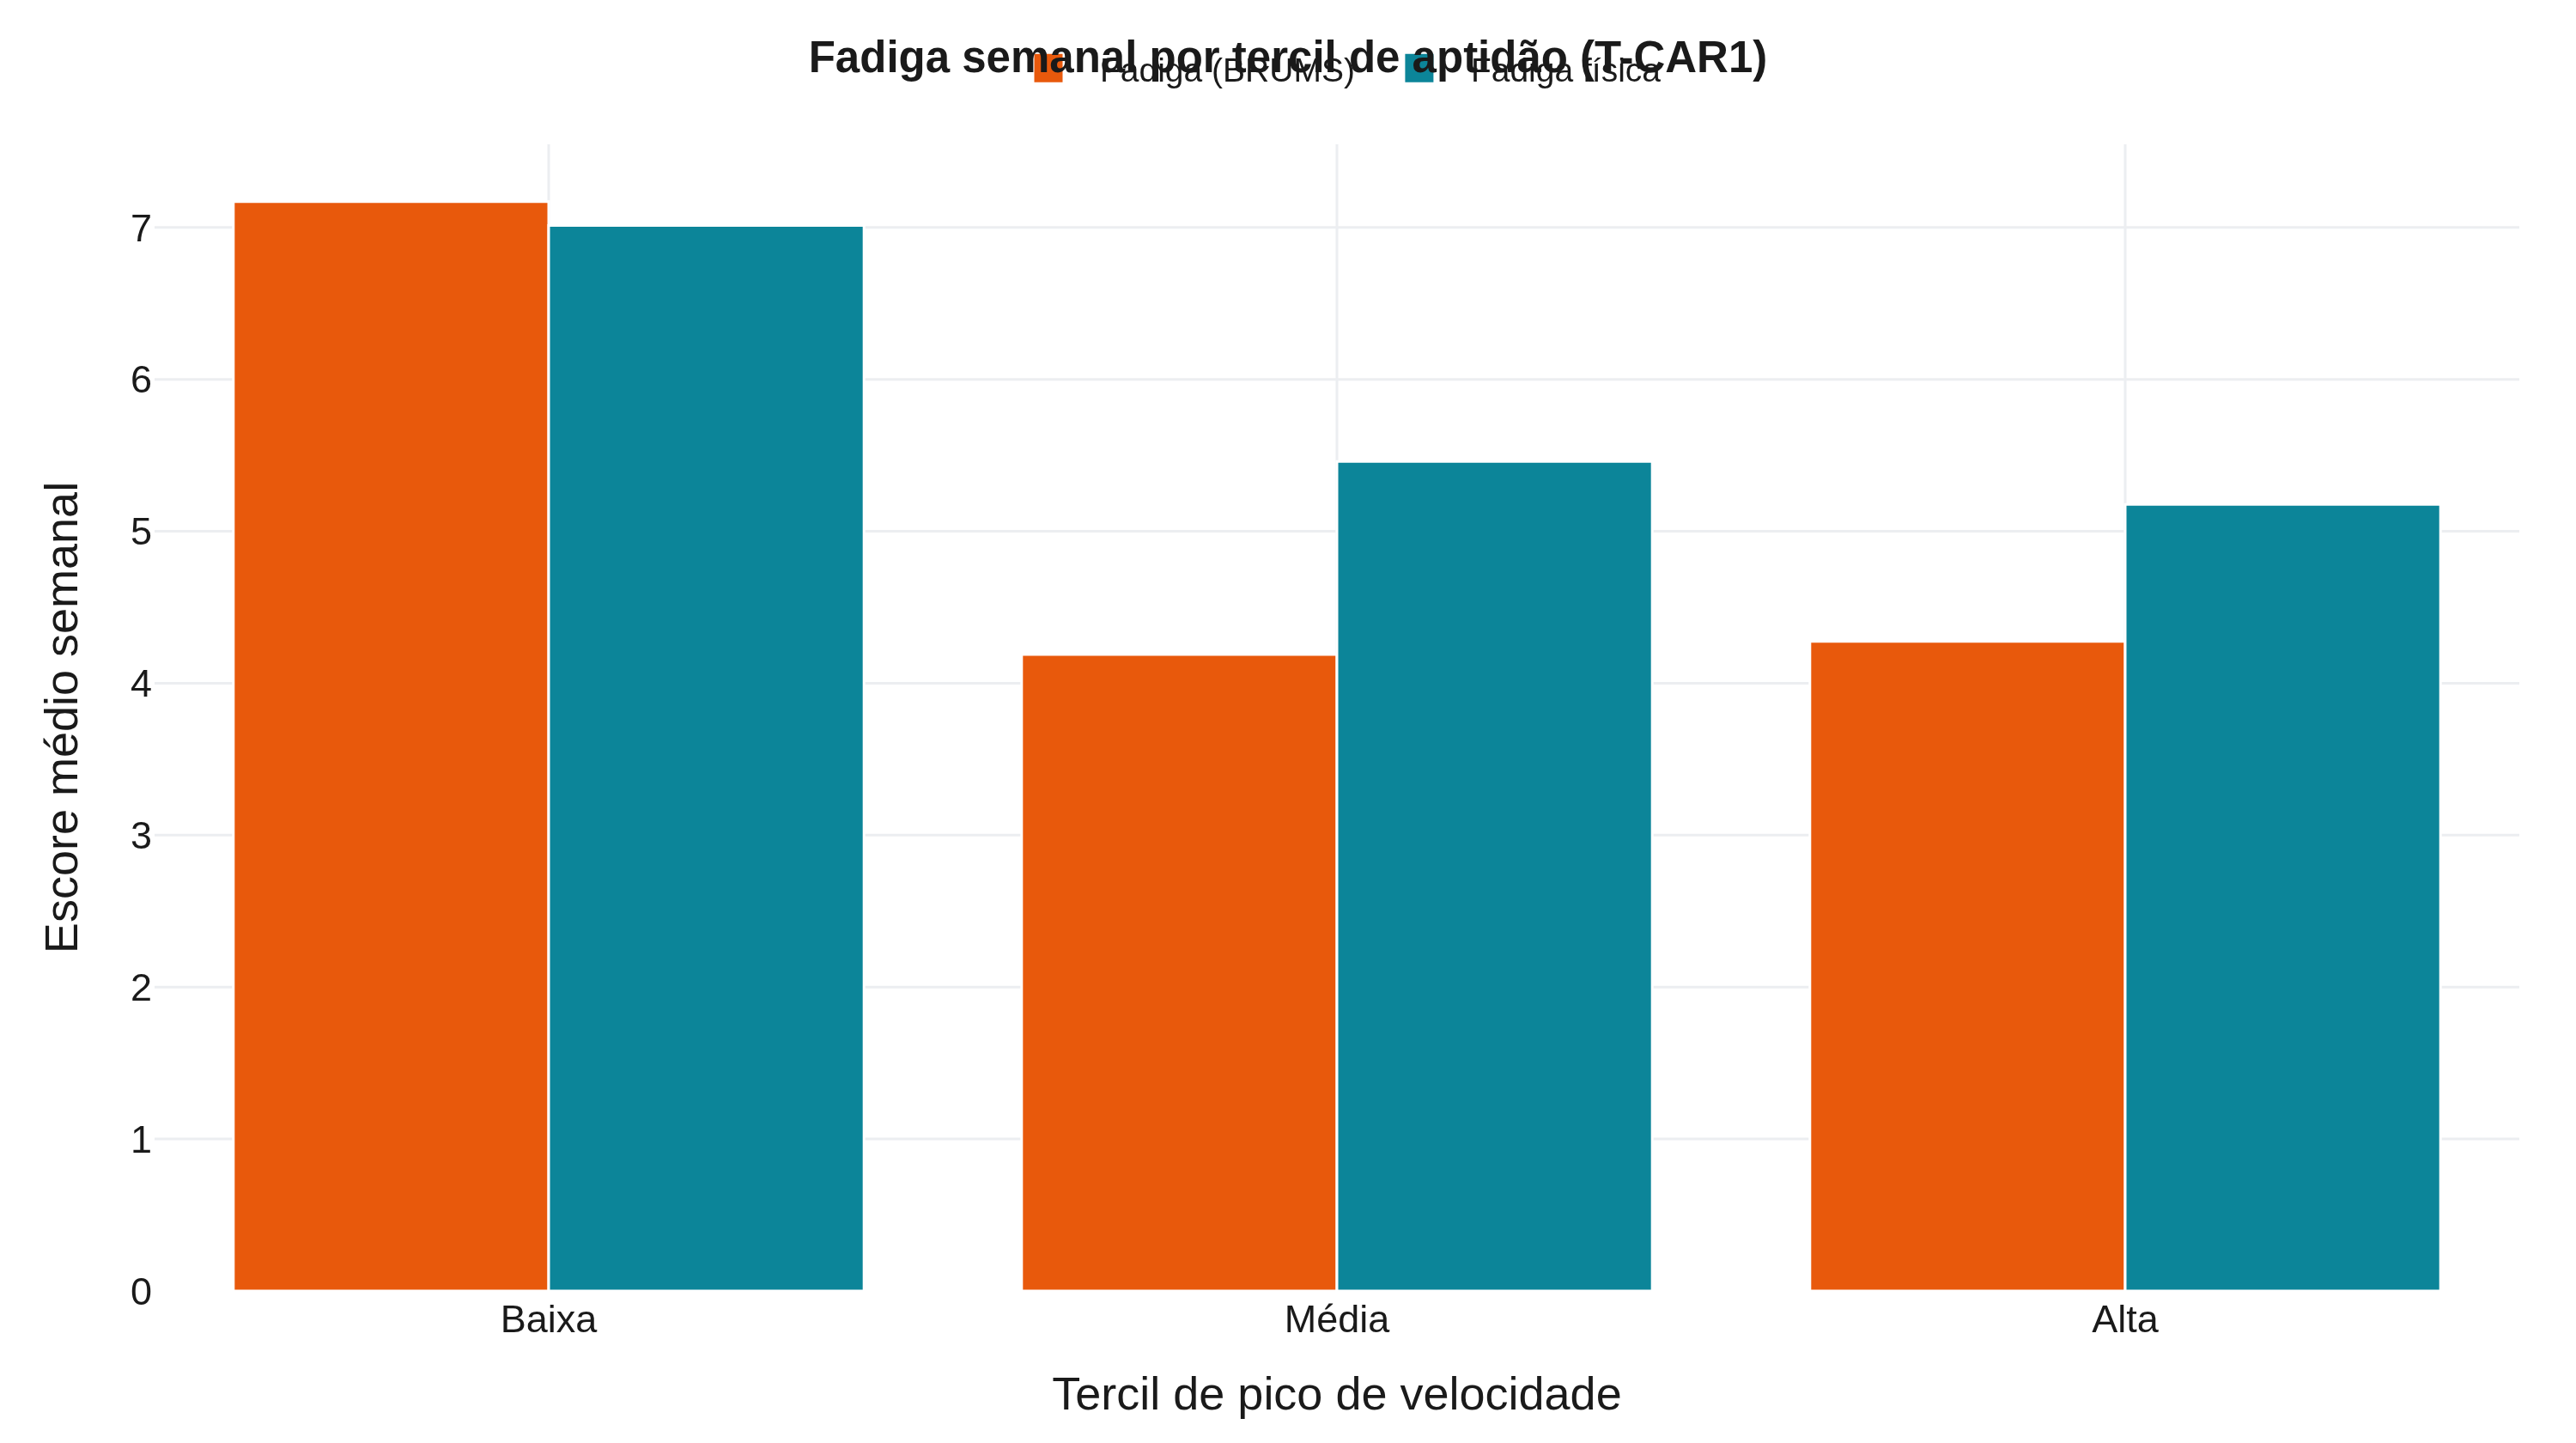 Fadiga semanal por tercil de aptidão (T-CAR1)
Fadiga (BRUMS) Fadiga física
Escore médio semanal
7
6
5
4
3
2
1
0
Baixa Média Alta
Tercil de pico de velocidade